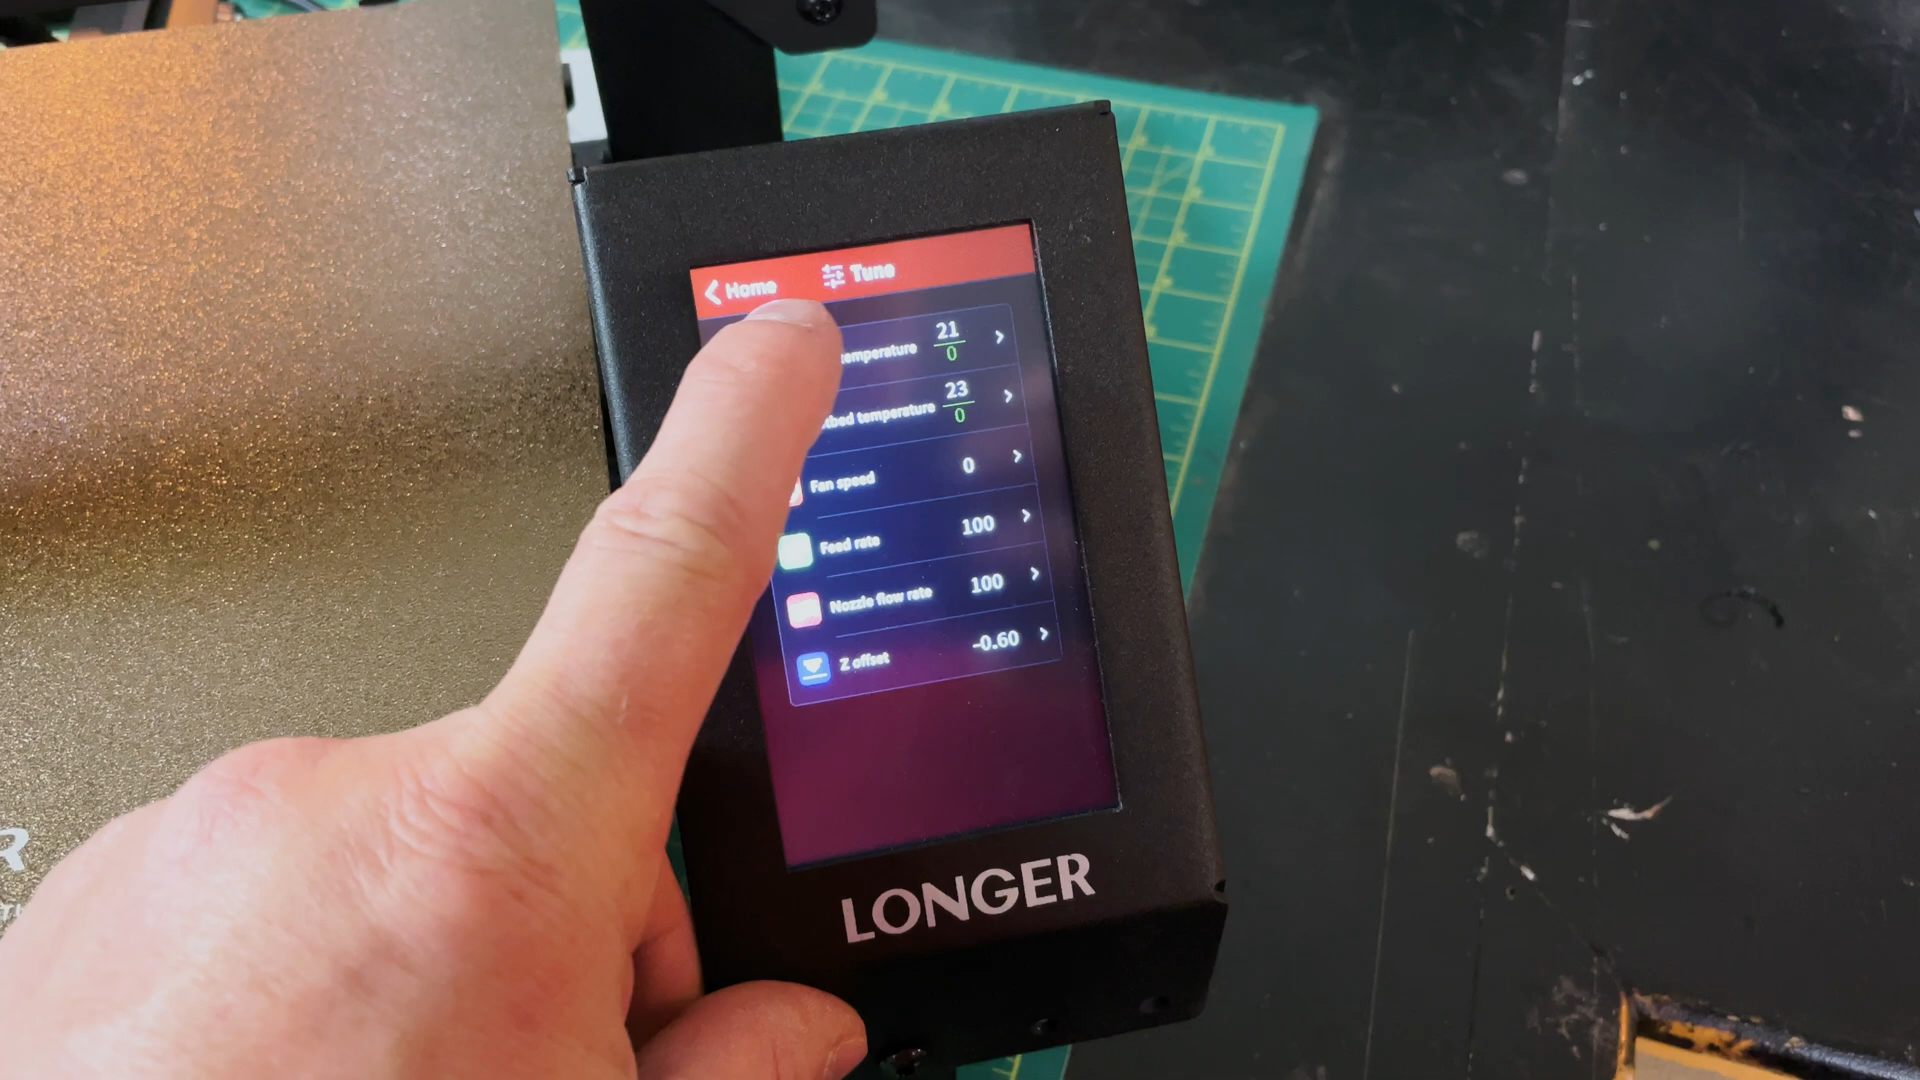 Home
Tune
temperature 21
0
temperature 23
0
Fan speed 0
Feed rate 100
Nozzle flow rate 100
Z offset -0.60
LONGER
R